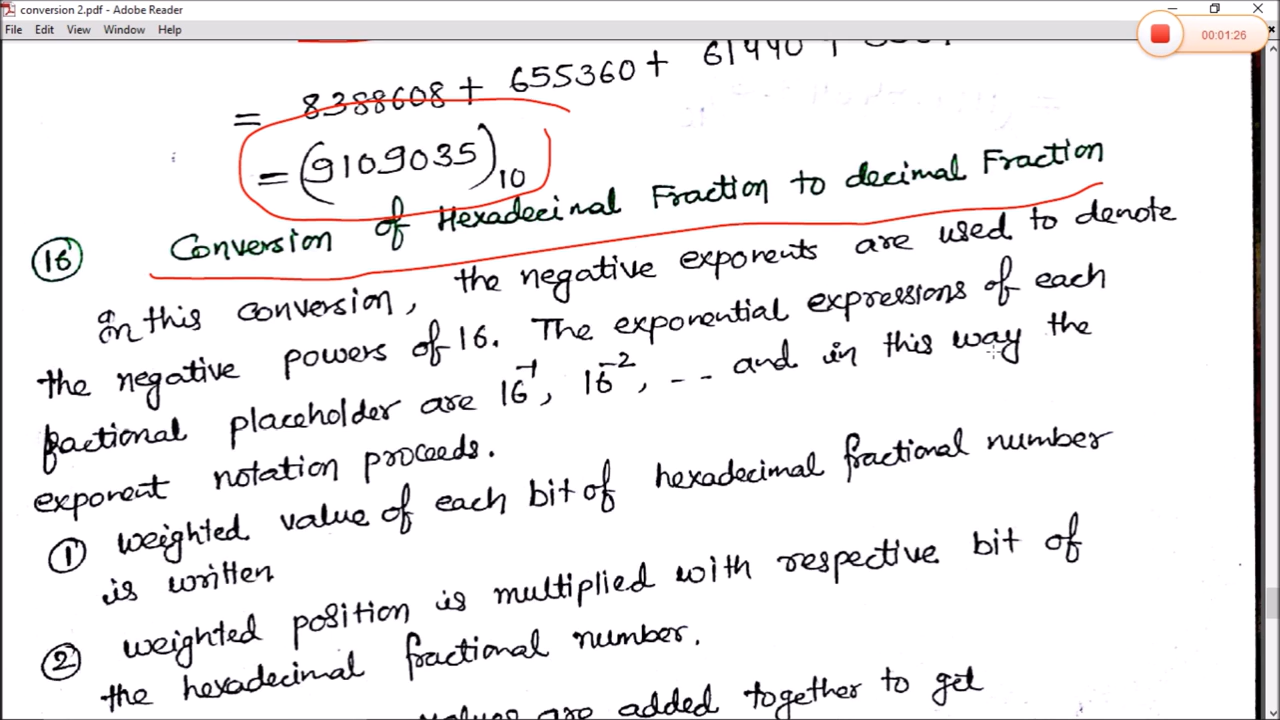 conversion 2.pdf - Adobe Reader
File Edit View Window Help
00:01:26
= 8388608 + 655360 + 61440 +
= (9109035)10
16 Conversion of Hexadecinal Fraction to decimal Fraction
In this conversion, the negative exponents are used to denote
the negative powers of 16. The exponential expressions of each
fractional placeholder are 16^-1, 16^-2, -- and in this way the
exponent notation proceeds.
1 weighted value of each bit of hexadecimal fractional number
is written
2 weighted position is multiplied with respective bit of
the hexadecimal fractional number.
values are added together to get